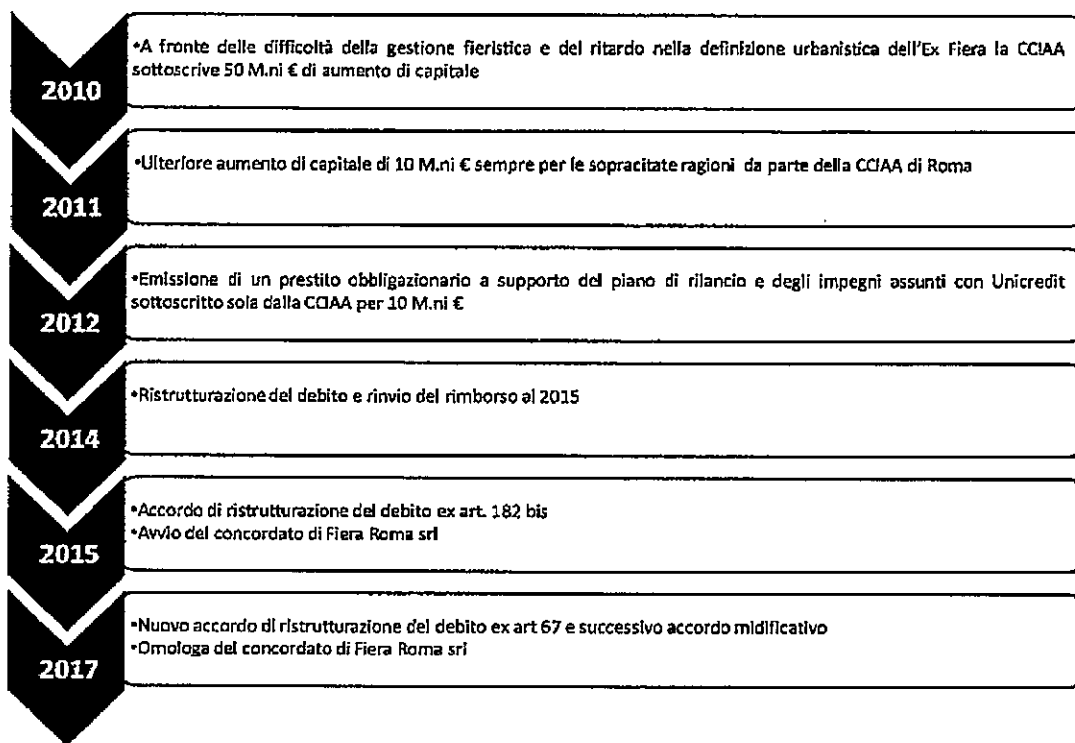 2010
•A fronte delle difficoltà della gestione fieristica e del ritardo nella definizione urbanistica dell'Ex Fiera la CCIAA
sottoscrive 50 M.ni € di aumento di capitale
2011
•Ulteriore aumento di capitale di 10 M.ni € sempre per le sopracitate ragioni da parte della CCIAA di Roma
2012
•Emissione di un prestito obbligazionario a supporto del piano di rilancio e degli impegni assunti con Unicredit
sottoscritto solo dalla CCIAA per 10 M.ni €
2014
•Ristrutturazione del debito e rinvio del rimborso al 2015
2015
•Accordo di ristrutturazione del debito ex art. 182 bis
•Avvio del concordato di Fiera Roma srl
2017
•Nuovo accordo di ristrutturazione del debito ex art 67 e successivo accordo midificativo
•Omologa del concordato di Fiera Roma srl